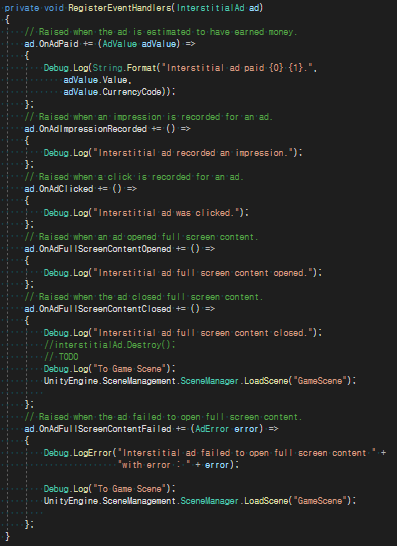 private void RegisterEventHandlers(InterstitialAd ad)
{
// Raised when the ad is estimated to have earned money.
ad.OnAdPaid += (AdValue adValue) =>
{
Debug.Log(String.Format("Interstitial ad paid {0} {1}.",
adValue.Value,
adValue.CurrencyCode));
};
// Raised when an impression is recorded for an ad.
ad.OnAdImpressionRecorded += () =>
{
Debug.Log("Interstitial ad recorded an impression.");
};
// Raised when a click is recorded for an ad.
ad.OnAdClicked += () =>
{
Debug.Log("Interstitial ad was clicked.");
};
// Raised when an ad opened full screen content.
ad.OnAdFullScreenContentOpened += () =>
{
Debug.Log("Interstitial ad full screen content opened.");
};
// Raised when the ad closed full screen content.
ad.OnAdFullScreenContentClosed += () =>
{
Debug.Log("Interstitial ad full screen content closed.");
//interstitialAd.Destroy();
// TODO
Debug.Log("To Game Scene");
UnityEngine.SceneManagement.SceneManager.LoadScene("GameScene");
};
// Raised when the ad failed to open full screen content.
ad.OnAdFullScreenContentFailed += (AdError error) =>
{
Debug.LogError("Interstitial ad failed to open full screen content " +
"with error : " + error);
Debug.Log("To Game Scene");
UnityEngine.SceneManagement.SceneManager.LoadScene("GameScene");
};
}